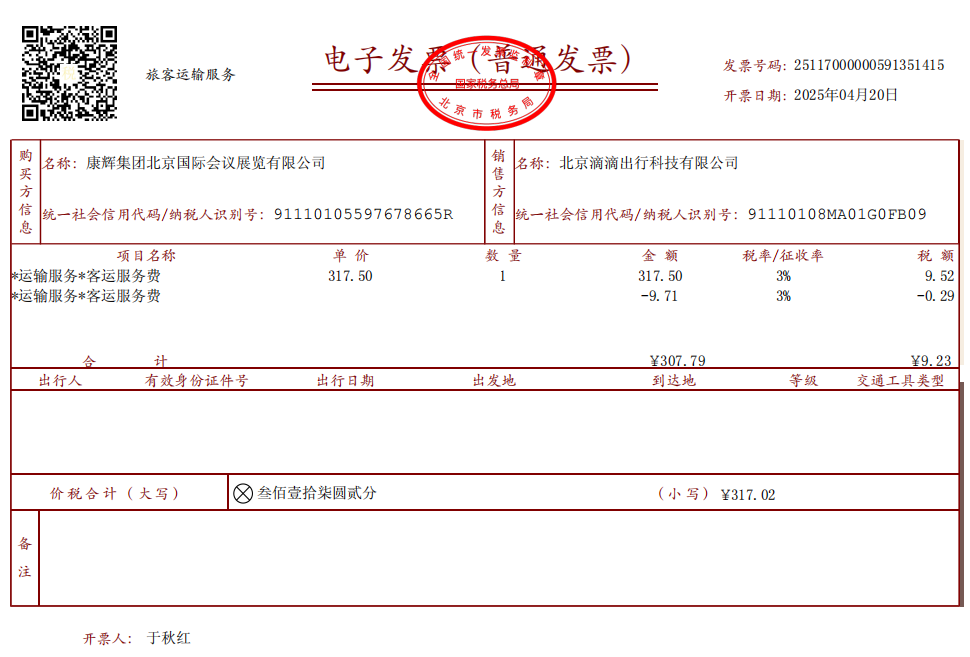 旅客运输服务
电子发票（普通发票）
全国统一发票监制章
国家税务总局
北京市税务局
发票号码：25117000000591351415
开票日期：2025年04月20日
购买方信息
名称：康辉集团北京国际会议展览有限公司
统一社会信用代码/纳税人识别号：91110105597678665R
销售方信息
名称：北京滴滴出行科技有限公司
统一社会信用代码/纳税人识别号：91110108MA01G0FB09
项目名称 单价 数量 金额 税率/征收率 税额
*运输服务*客运服务费 317.50 1 317.50 3% 9.52
*运输服务*客运服务费 -9.71 3% -0.29
合计 ¥307.79 ¥9.23
出行人 有效身份证件号 出行日期 出发地 到达地 等级 交通工具类型
价税合计（大写） ⊗叁佰壹拾柒圆贰分 （小写）¥317.02
备注
开票人：于秋红